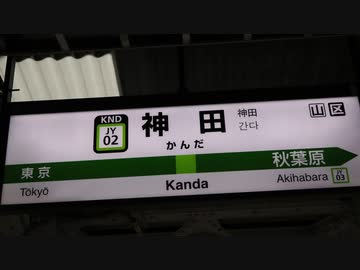 KND
JY
02
神田
かんだ
神田
간다
山区
東京
Tōkyō
Kanda
秋葉原
Akihabara
JY
03